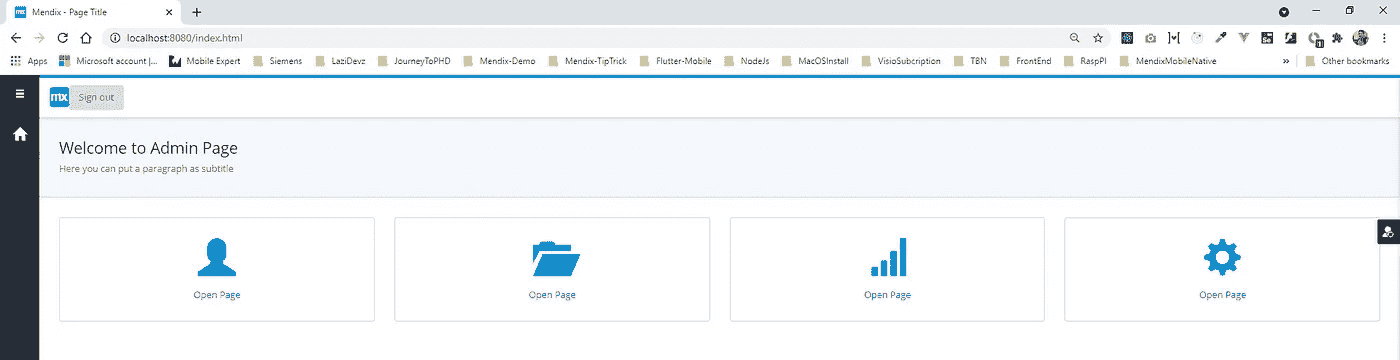 Mendix - Page Title
localhost:8080/index.html
Apps Microsoft account |... Mobile Expert Siemens LaziDevz JourneyToPHD Mendix-Demo Mendix-TipTrick Flutter-Mobile NodeJs MacOSInstall VisioSubcription TBN FrontEnd RaspPI MendixMobileNative » Other bookmarks
mx Sign out
Welcome to Admin Page
Here you can put a paragraph as subtitle
Open Page Open Page Open Page Open Page